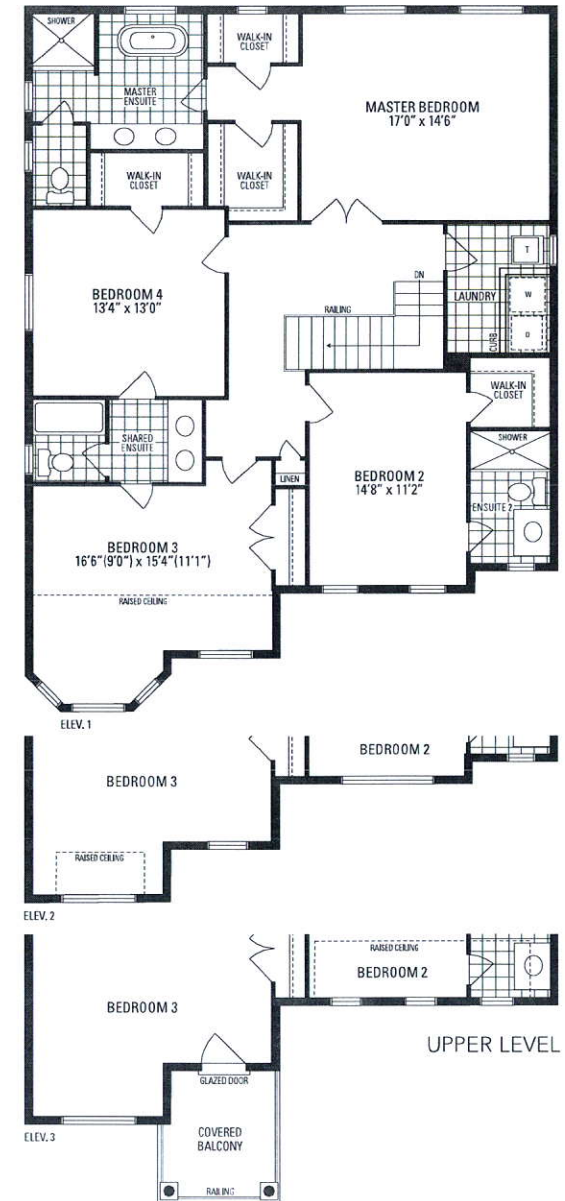 SHOWER
WALK-IN
CLOSET
MASTER
ENSUITE
MASTER BEDROOM
17'0" x 14'6"
WALK-IN
CLOSET
WALK-IN
CLOSET
BEDROOM 4
13'4" x 13'0"
T
LAUNDRY
W
D
CURB
DN
RAILING
WALK-IN
CLOSET
SHARED
ENSUITE
SHOWER
LINEN
BEDROOM 2
14'8" x 11'2"
ENSUITE 2
BEDROOM 3
16'6"(9'0") x 15'4"(11'1")
RAISED CEILING
ELEV. 1
BEDROOM 2
BEDROOM 3
RAISED CEILING
ELEV. 2
RAISED CEILING
BEDROOM 2
BEDROOM 3
UPPER LEVEL
GLAZED DOOR
ELEV. 3
COVERED
BALCONY
RAILING